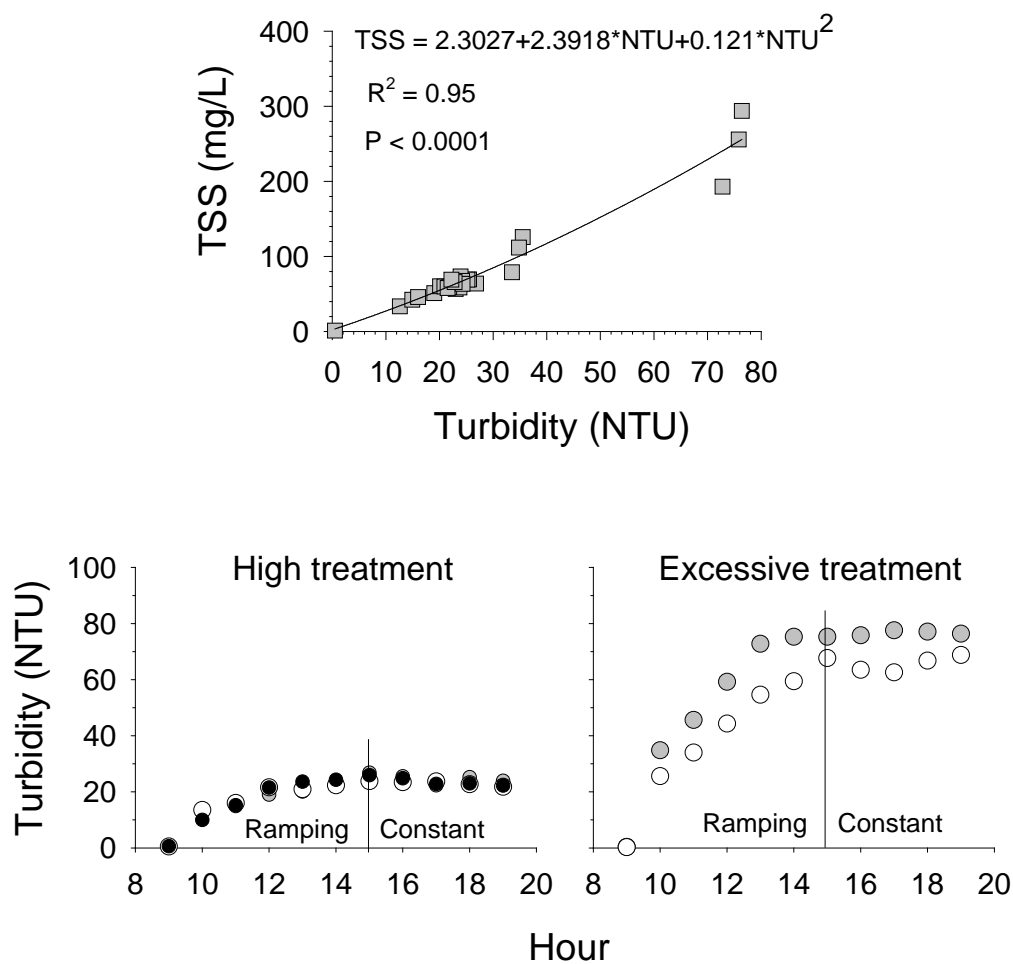 TSS = 2.3027+2.3918*NTU+0.121*NTU²
R² = 0.95
P < 0.0001
TSS (mg/L)
400
300
200
100
0
0 10 20 30 40 50 60 70 80
Turbidity (NTU)
High treatment
Excessive treatment
Turbidity (NTU)
100
80
60
40
20
0
Ramping Constant
Ramping Constant
8 10 12 14 16 18 20
8 10 12 14 16 18 20
Hour